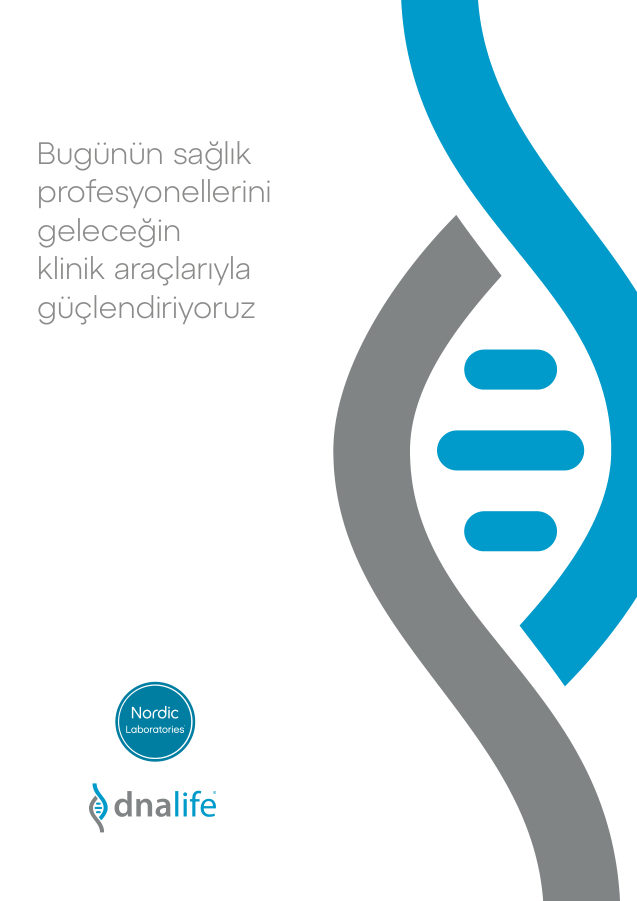 Bugünün sağlık
profesyonellerini
geleceğin
klinik araçlarıyla
güçlendiriyoruz
Nordic
Laboratories
dnalife®